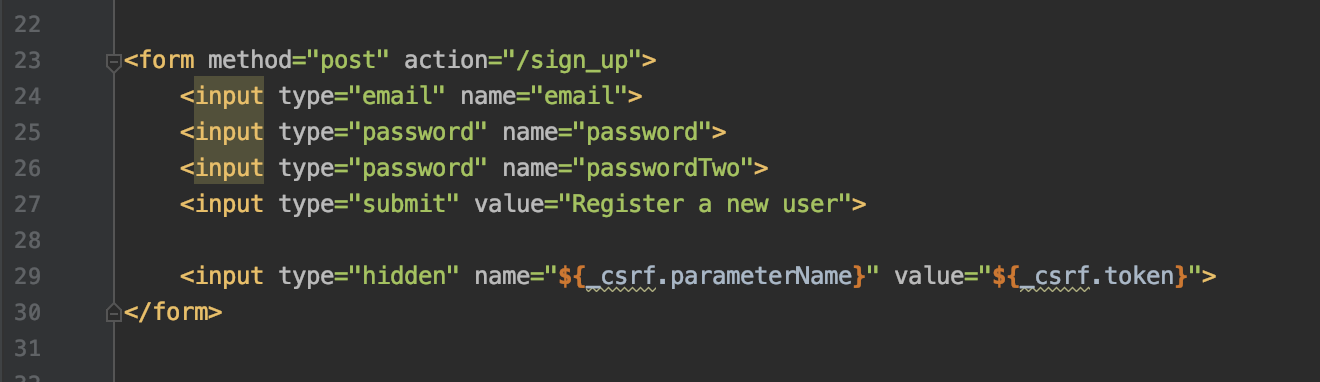 22
23 <form method="post" action="/sign_up">
24 <input type="email" name="email">
25 <input type="password" name="password">
26 <input type="password" name="passwordTwo">
27 <input type="submit" value="Register a new user">
28
29 <input type="hidden" name="${_csrf.parameterName}" value="${_csrf.token}">
30 </form>
31